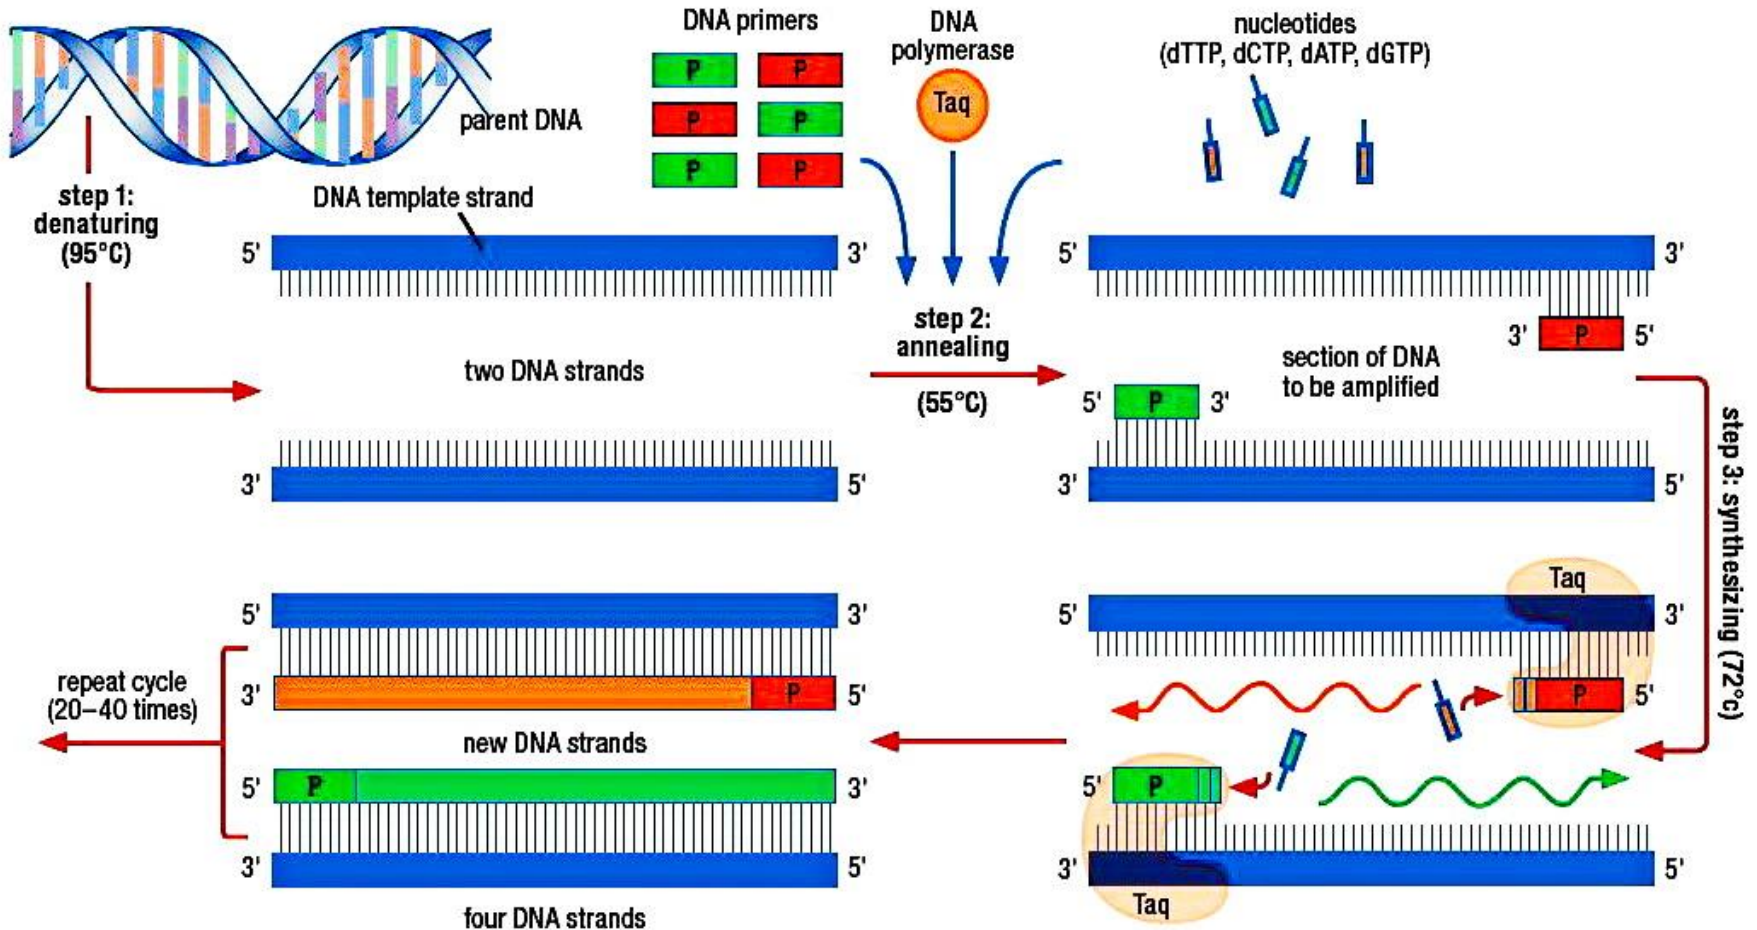 DNA primers
P
P
P
P
P
P
DNA
polymerase
Taq
nucleotides
(dTTP, dCTP, dATP, dGTP)
parent DNA
step 1:
denaturing
(95°C)
DNA template strand
5'
3'
two DNA strands
3'
5'
step 2:
annealing
(55°C)
5'
3'
3'
P
5'
section of DNA
to be amplified
5'
P
3'
3'
5'
step 3: synthesizing (72°c)
Taq
5'
3'
P
5'
5'
P
3'
5'
Taq
5'
3'
3'
P
5'
new DNA strands
5'
P
3'
3'
5'
four DNA strands
repeat cycle
(20–40 times)